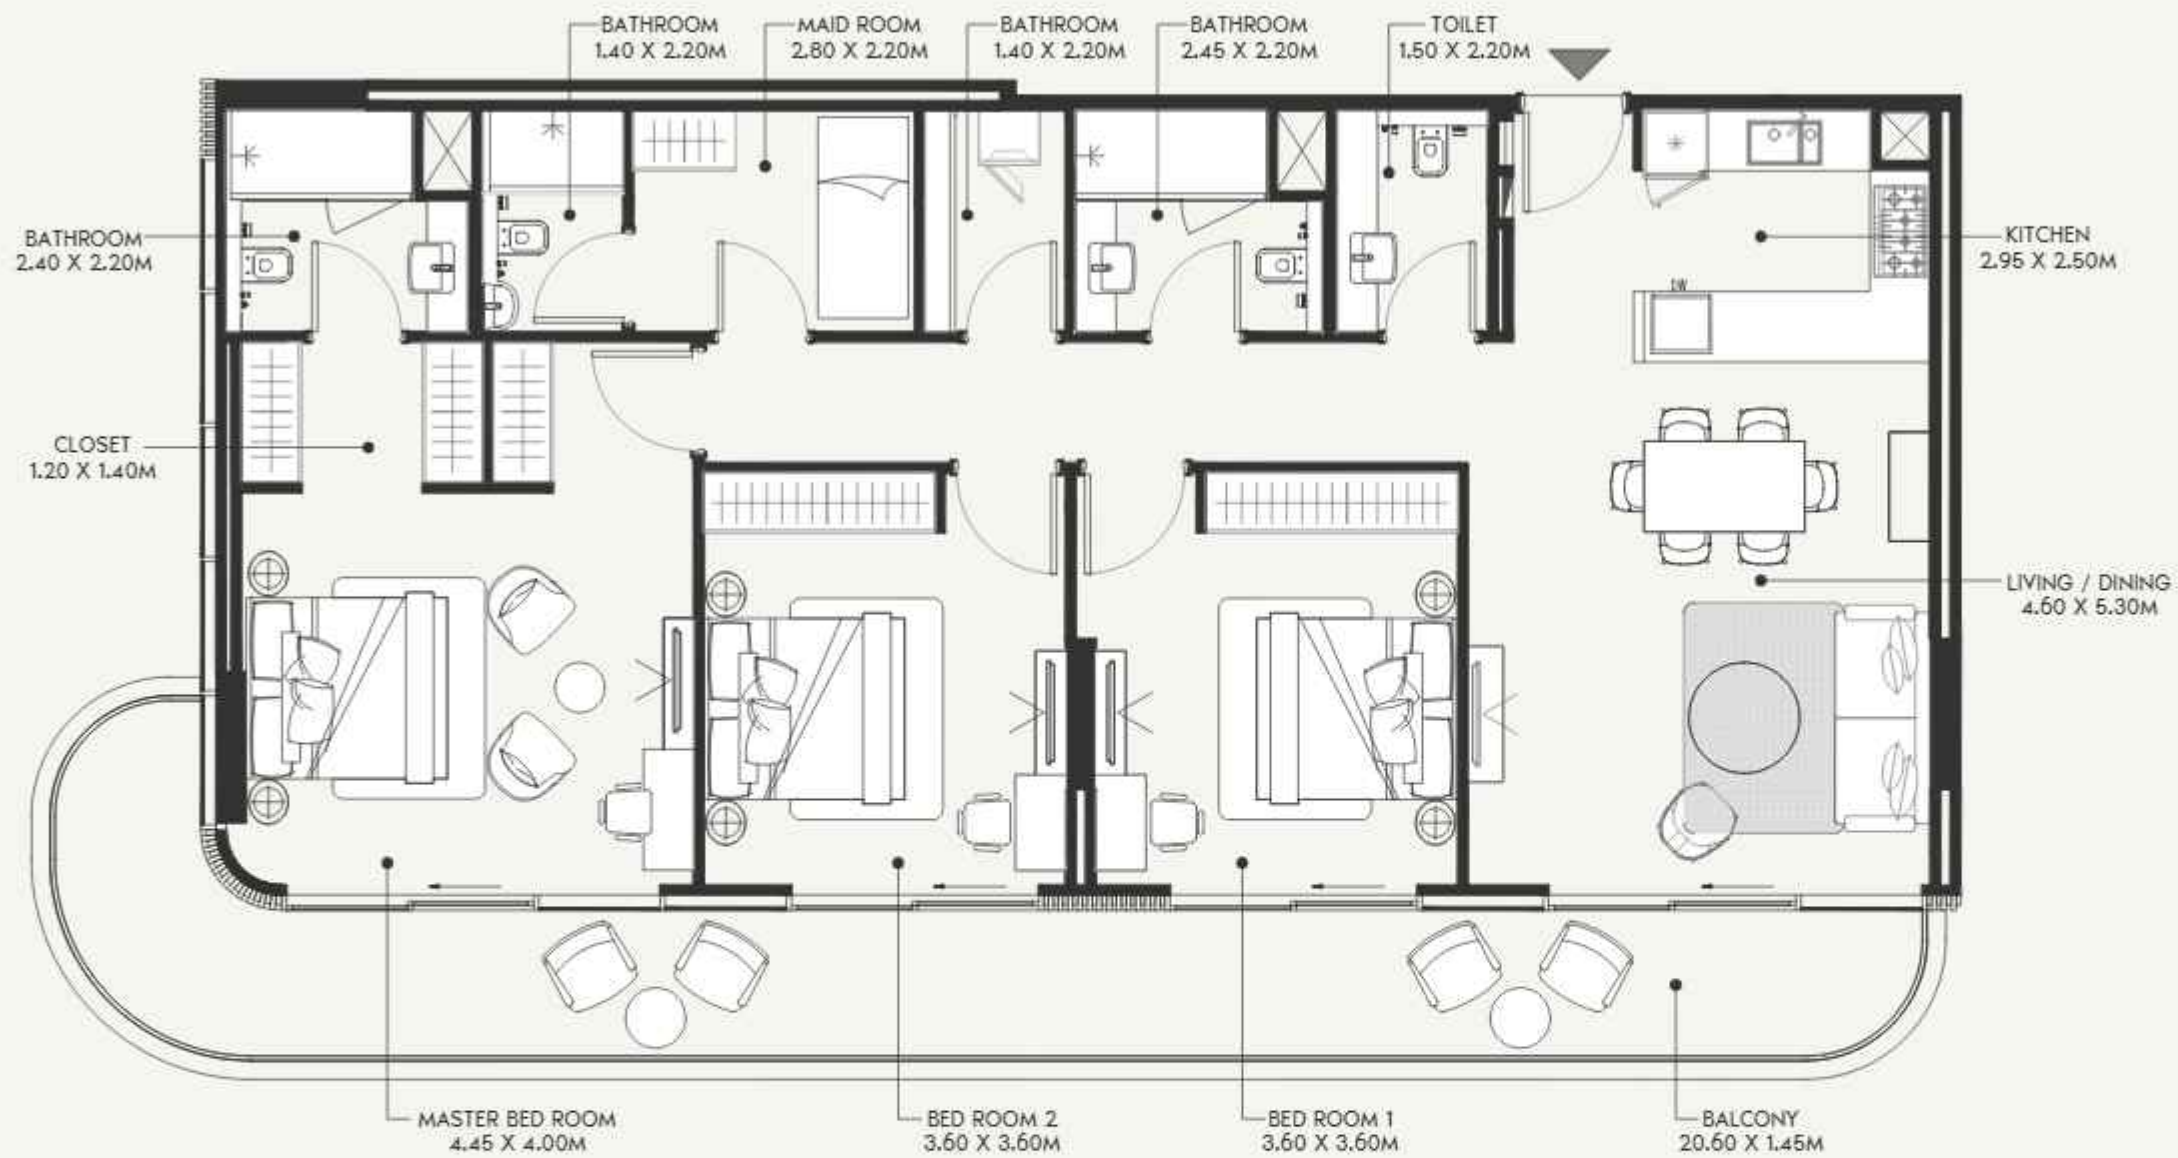 BATHROOM
1.40 X 2.20M
MAID ROOM
2.80 X 2.20M
BATHROOM
1.40 X 2.20M
BATHROOM
2.45 X 2.20M
TOILET
1.50 X 2.20M
BATHROOM
2.40 X 2.20M
KITCHEN
2.95 X 2.50M
DW
CLOSET
1.20 X 1.40M
LIVING / DINING
4.60 X 5.30M
MASTER BED ROOM
4.45 X 4.00M
BED ROOM 2
3.60 X 3.60M
BED ROOM 1
3.60 X 3.60M
BALCONY
20.60 X 1.45M